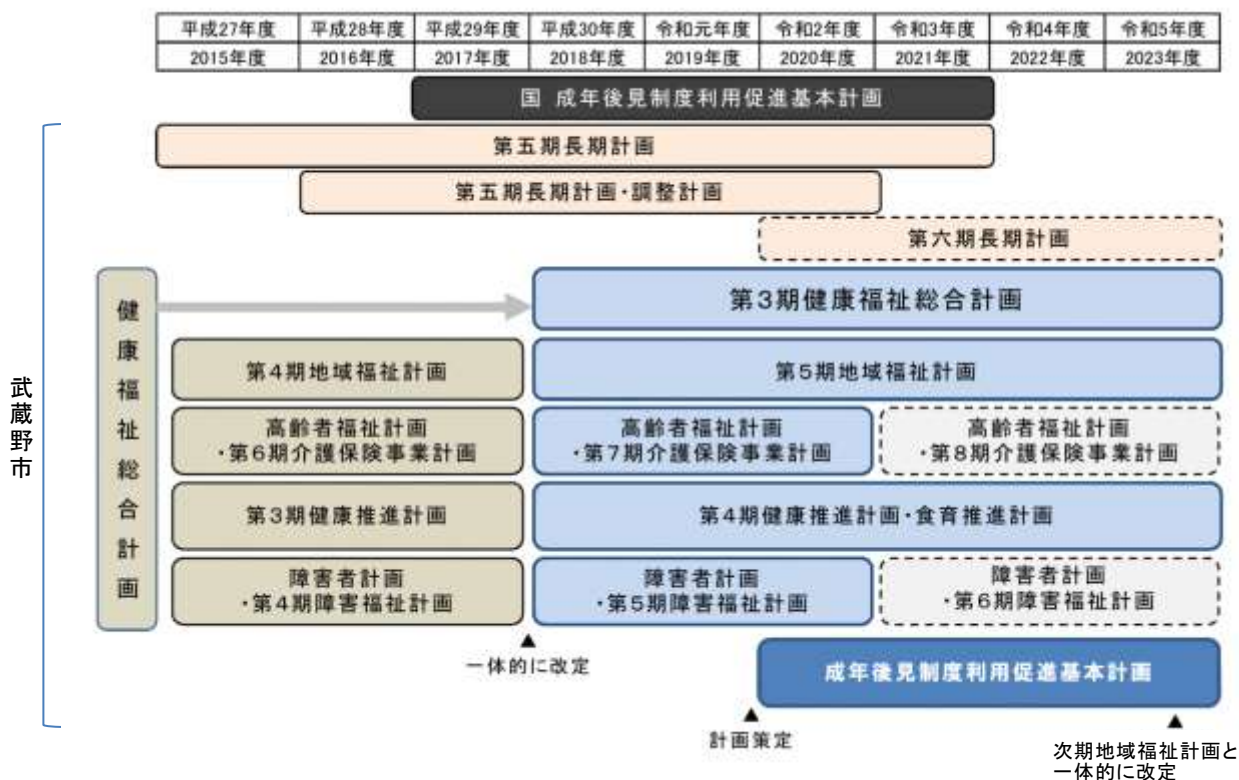 平成27年度 平成28年度 平成29年度 平成30年度 令和元年度 令和2年度 令和3年度 令和4年度 令和5年度
2015年度 2016年度 2017年度 2018年度 2019年度 2020年度 2021年度 2022年度 2023年度
国 成年後見制度利用促進基本計画
第五期長期計画
第五期長期計画・調整計画
第六期長期計画
武蔵野市
健康福祉総合計画
第3期健康福祉総合計画
第4期地域福祉計画
第5期地域福祉計画
高齢者福祉計画
・第6期介護保険事業計画
高齢者福祉計画
・第7期介護保険事業計画
高齢者福祉計画
・第8期介護保険事業計画
第3期健康推進計画
第4期健康推進計画・食育推進計画
障害者計画
・第4期障害福祉計画
障害者計画
・第5期障害福祉計画
障害者計画
・第6期障害福祉計画
▲
一体的に改定
成年後見制度利用促進基本計画
▲
計画策定
▲
次期地域福祉計画と
一体的に改定